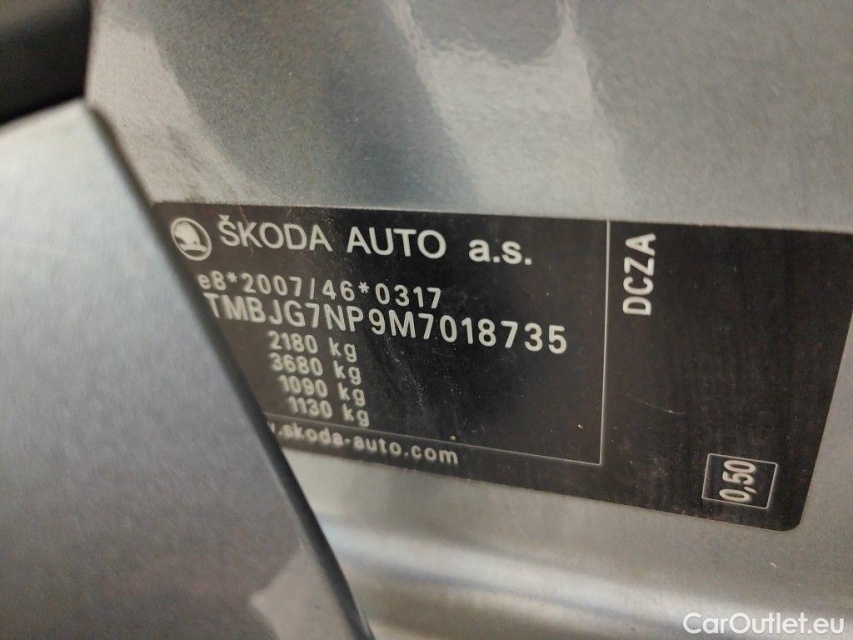 ŠKODA AUTO a.s.
e8*2007/46*0317
TMBJG7NP9M7018735
2180 kg
3680 kg
1090 kg
1130 kg
.skoda-auto.com
DCZA
0,50
CarOutlet.eu